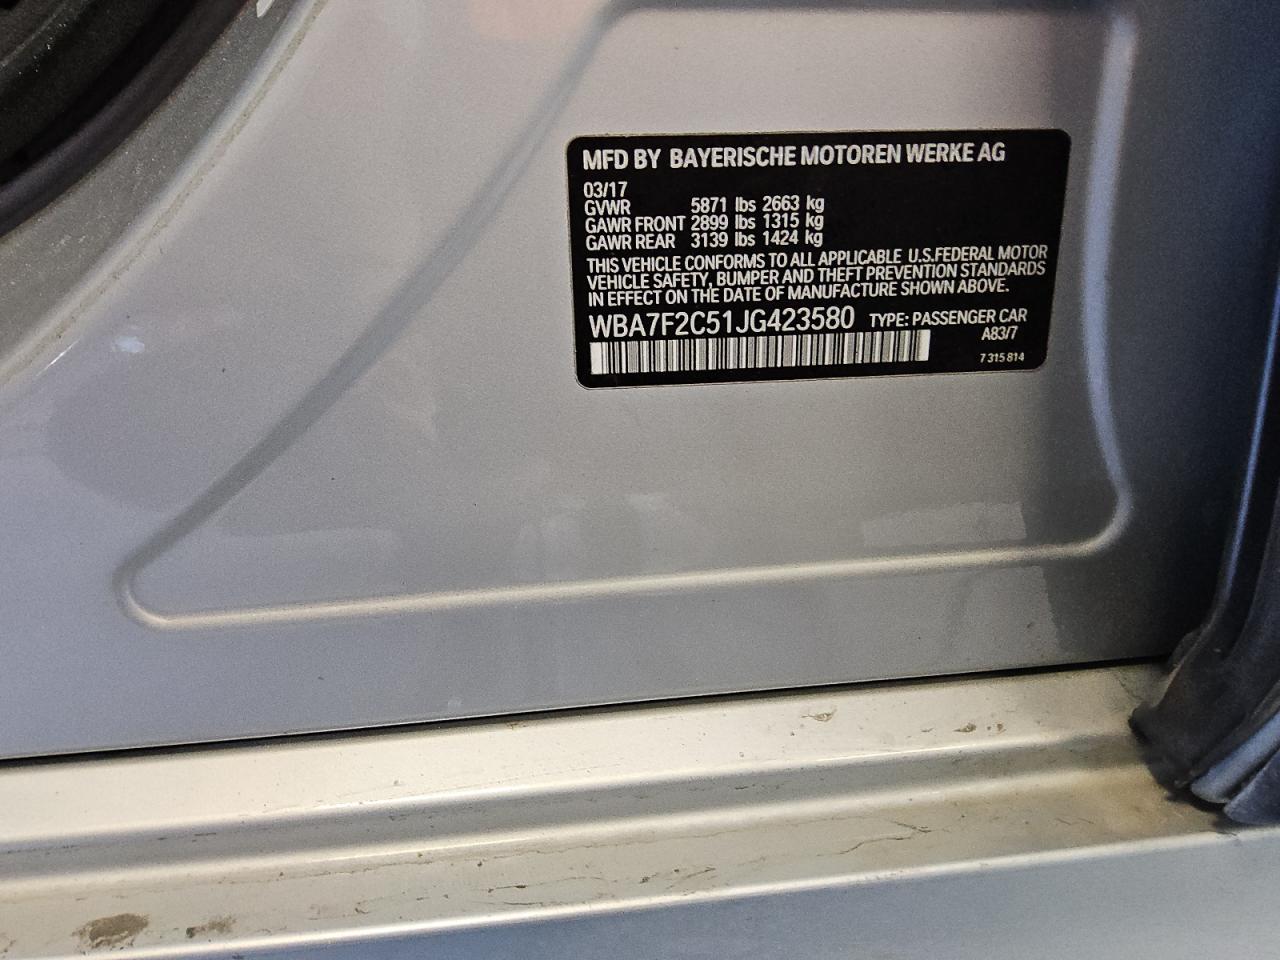 MFD BY BAYERISCHE MOTOREN WERKE AG
03/17
GVWR 5871 lbs 2663 kg
GAWR FRONT 2899 lbs 1315 kg
GAWR REAR 3139 lbs 1424 kg
THIS VEHICLE CONFORMS TO ALL APPLICABLE U.S.FEDERAL MOTOR
VEHICLE SAFETY, BUMPER AND THEFT PREVENTION STANDARDS
IN EFFECT ON THE DATE OF MANUFACTURE SHOWN ABOVE.
WBA7F2C51JG423580 TYPE: PASSENGER CAR
A83/7
7 315 814